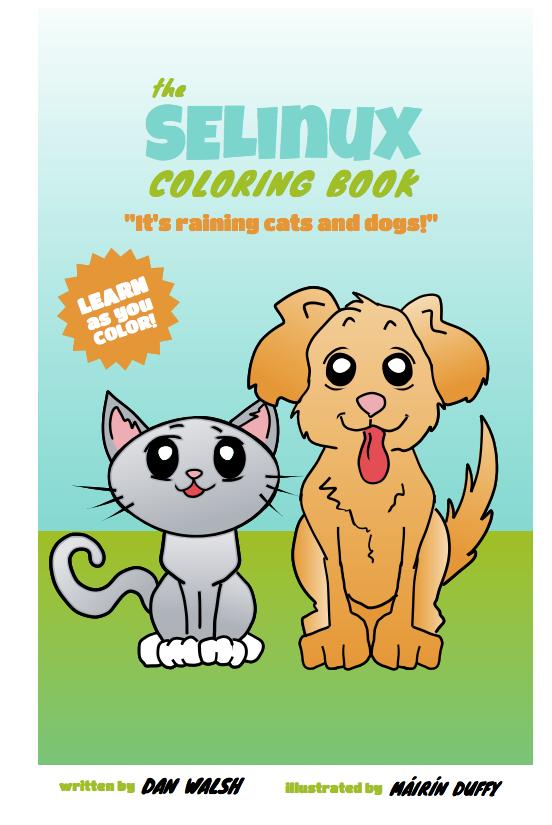 the
SELINUX
COLORING BOOK
"It's raining cats and dogs!"
LEARN
as you
COLOR!
written by DAN WALSH
illustrated by MÁIRÍN DUFFY